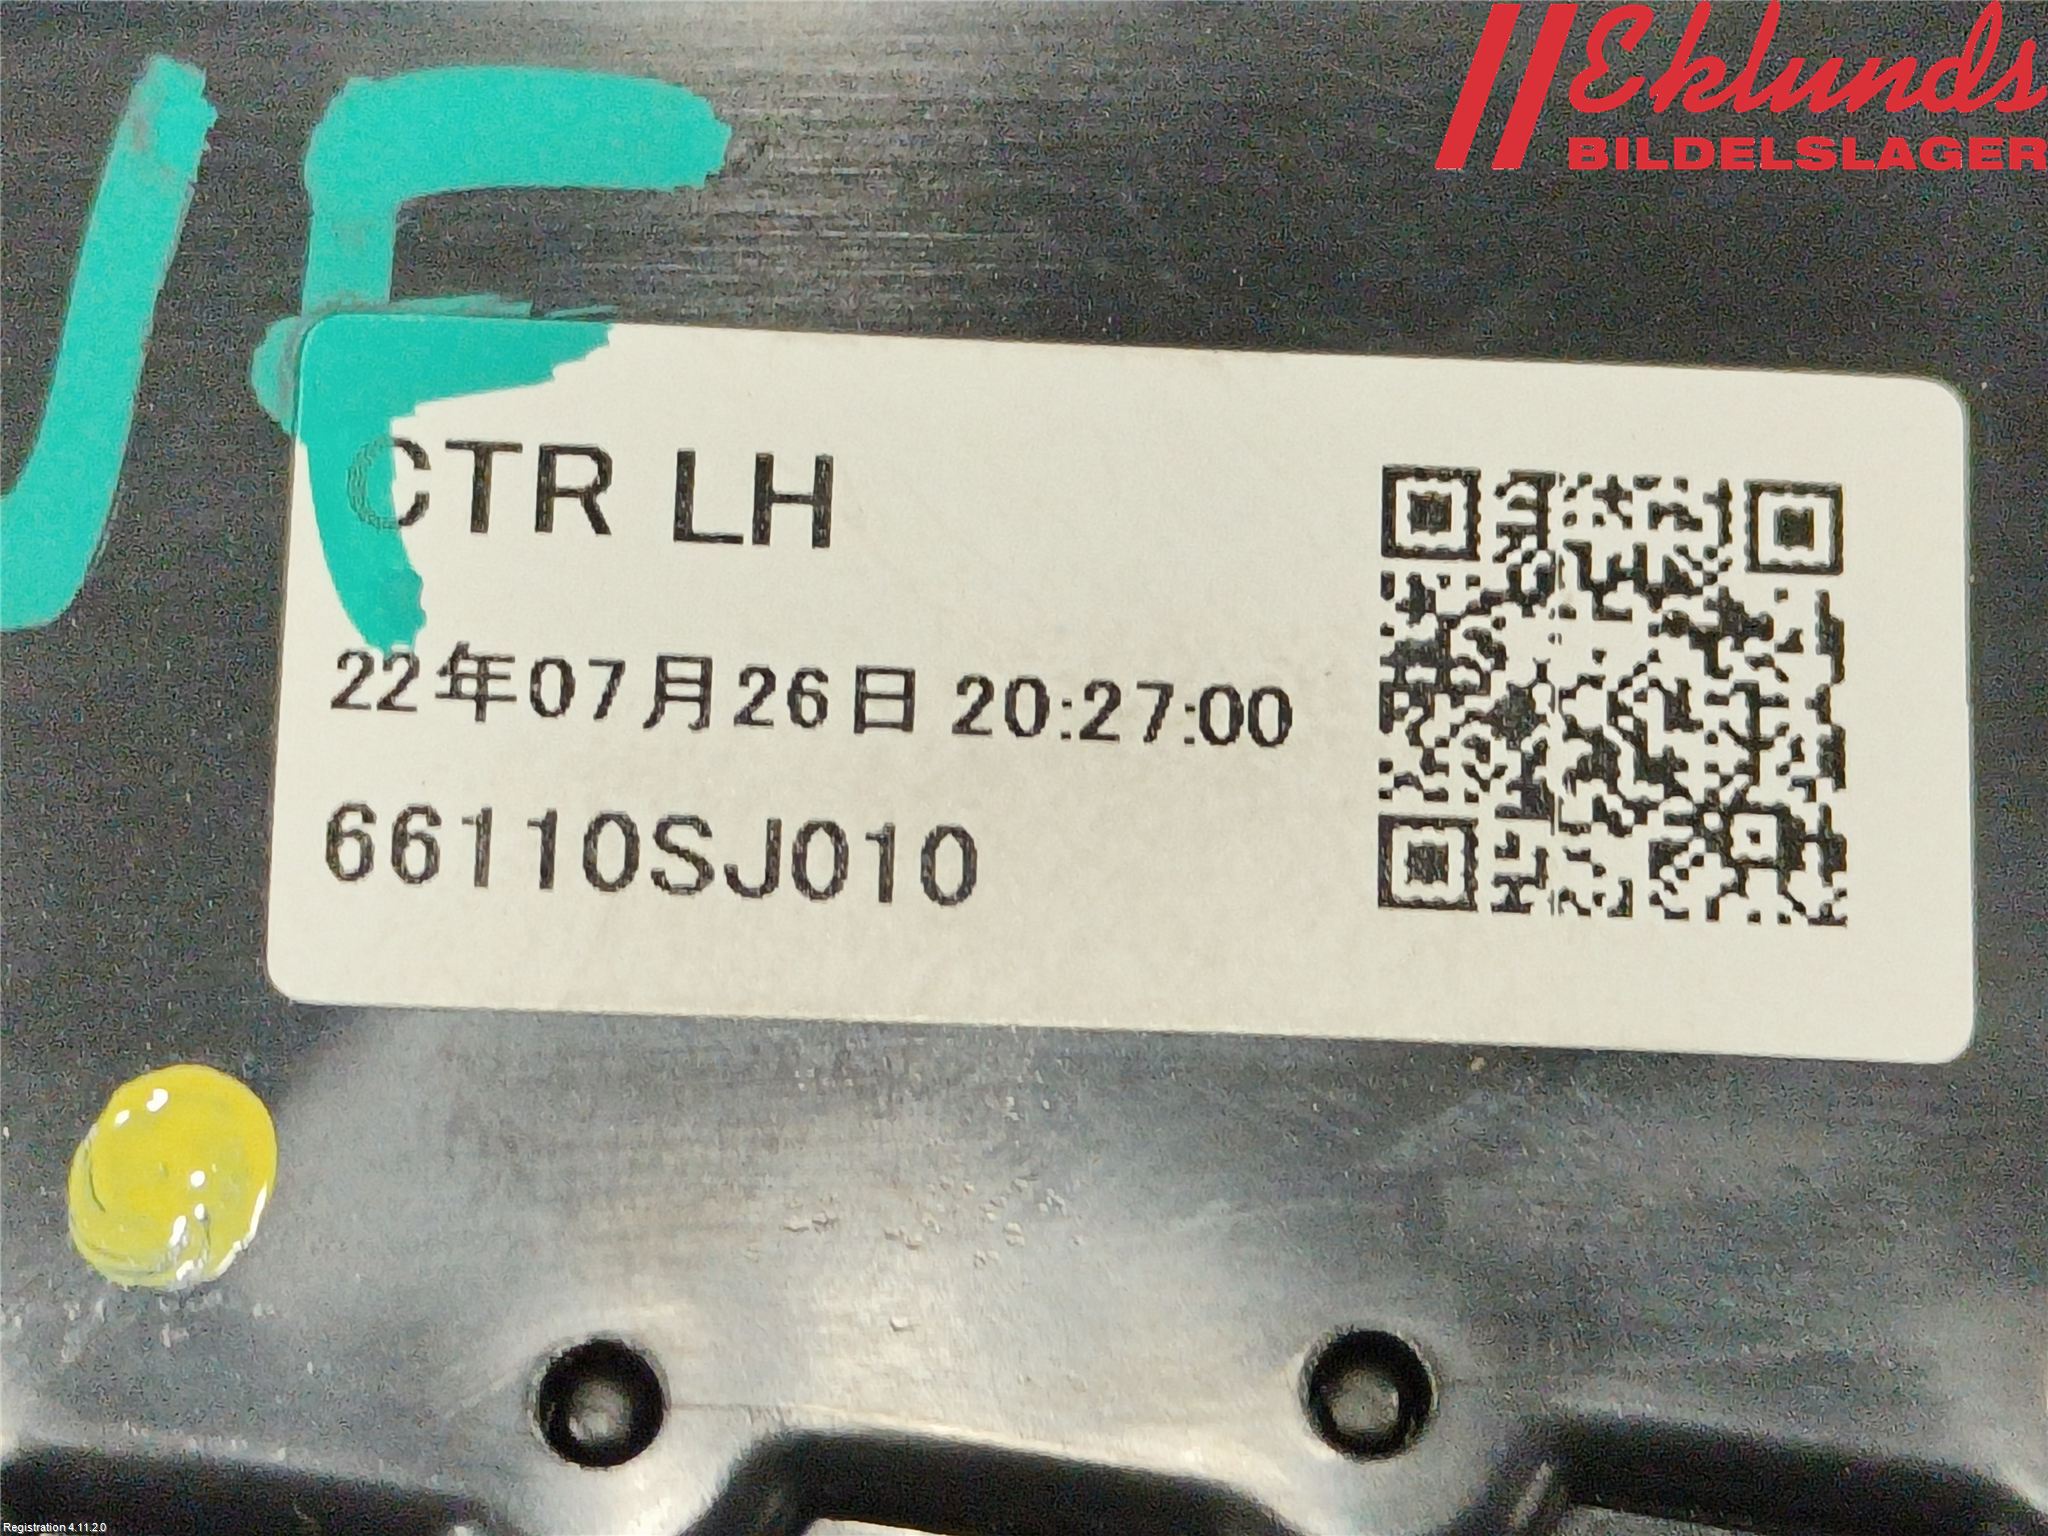 Eklunds
BILDELSLAGER
CTR LH
22年07月26日 20:27:00
66110SJ010
Registration 4.11.2.0